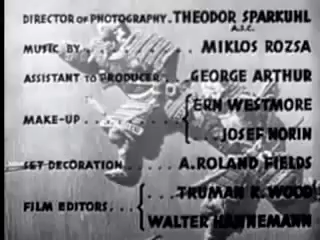 DIRECTOR OF PHOTOGRAPHY. THEODOR SPARKUHL
A.S.C.
MUSIC BY . . . . . . . . MIKLOS ROZSA
ASSISTANT TO PRODUCER . . . GEORGE ARTHUR
MAKE-UP . . . . . . . . { ERN WESTMORE
. . . JOSEF NORIN
SET DECORATION . . . . . A. ROLAND FIELDS
FILM EDITORS. . . { . . . TRUMAN K. WOOD
WALTER HANNEMANN